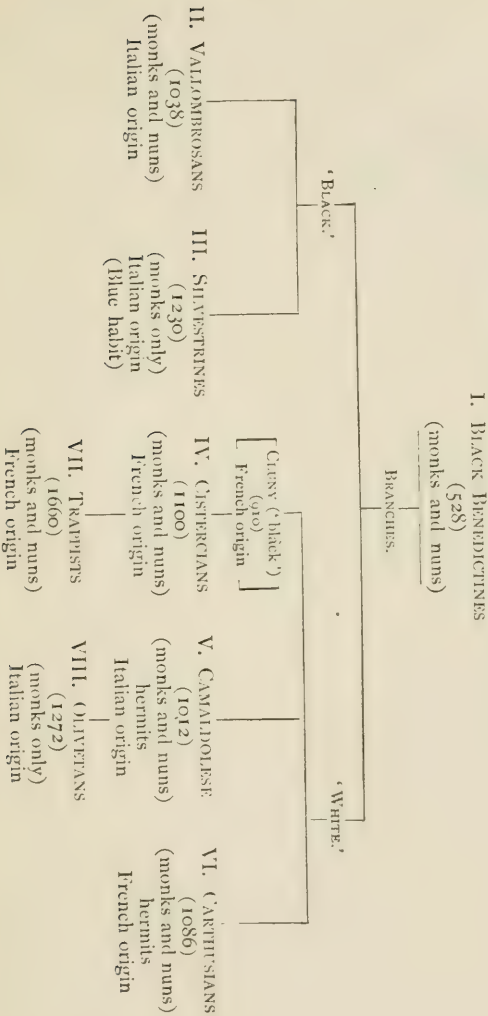 I. BLACK BENEDICTINES
(528)
(monks and nuns)
BRANCHES.
'BLACK.'
'WHITE.'
II. VALLOMBROSANS
(1038)
(monks and nuns)
Italian origin
III. SILVESTRINES
(1230)
(monks only)
Italian origin
(Blue habit)
CLUNY ('black')
(910)
French origin
IV. CISTERCIANS
(1100)
(monks and nuns)
French origin
V. CAMALDOLESE
(1012)
(monks and nuns)
hermits
Italian origin
VI. CARTHUSIANS
(1086)
(monks and nuns)
hermits
French origin
VII. TRAPPISTS
(1660)
(monks and nuns)
French origin
VIII. OLIVETANS
(1272)
(monks only)
Italian origin